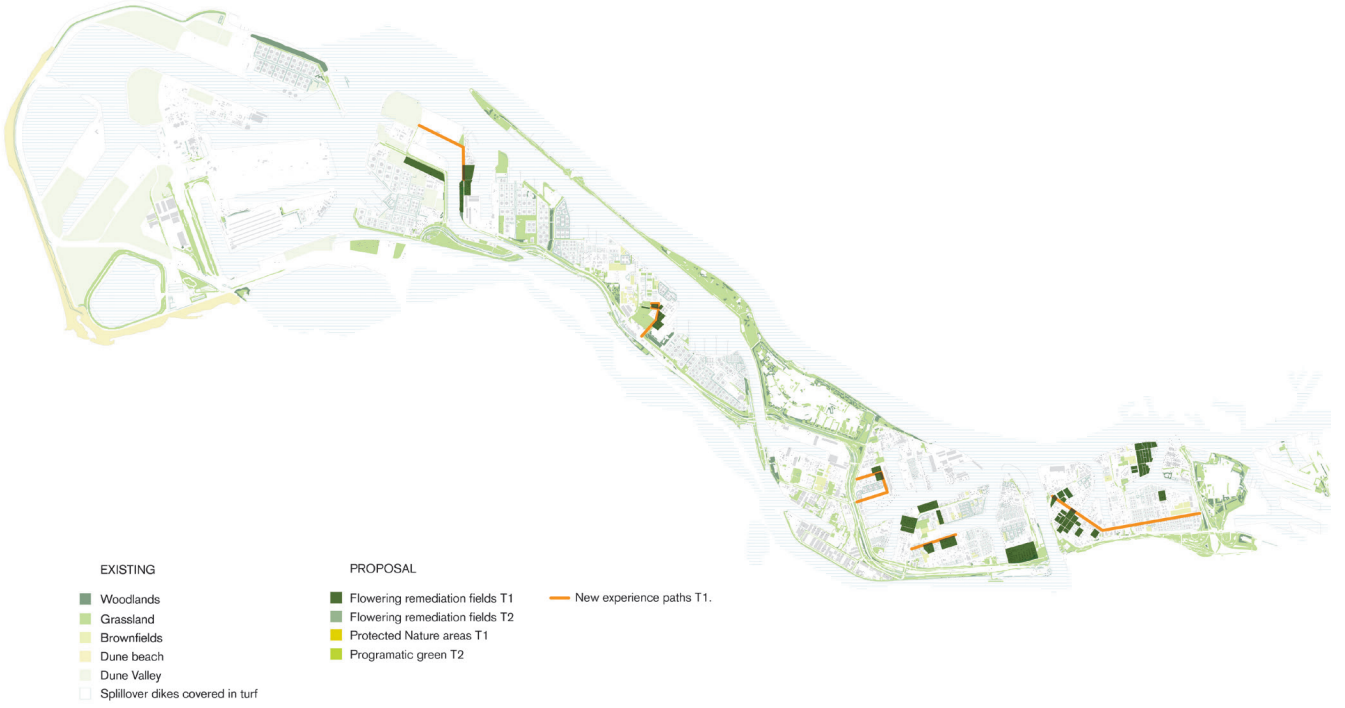 EXISTING
Woodlands
Grassland
Brownfields
Dune beach
Dune Valley
Splillover dikes covered in turf
PROPOSAL
Flowering remediation fields T1
Flowering remediation fields T2
Protected Nature areas T1
Programatic green T2
New experience paths T1.